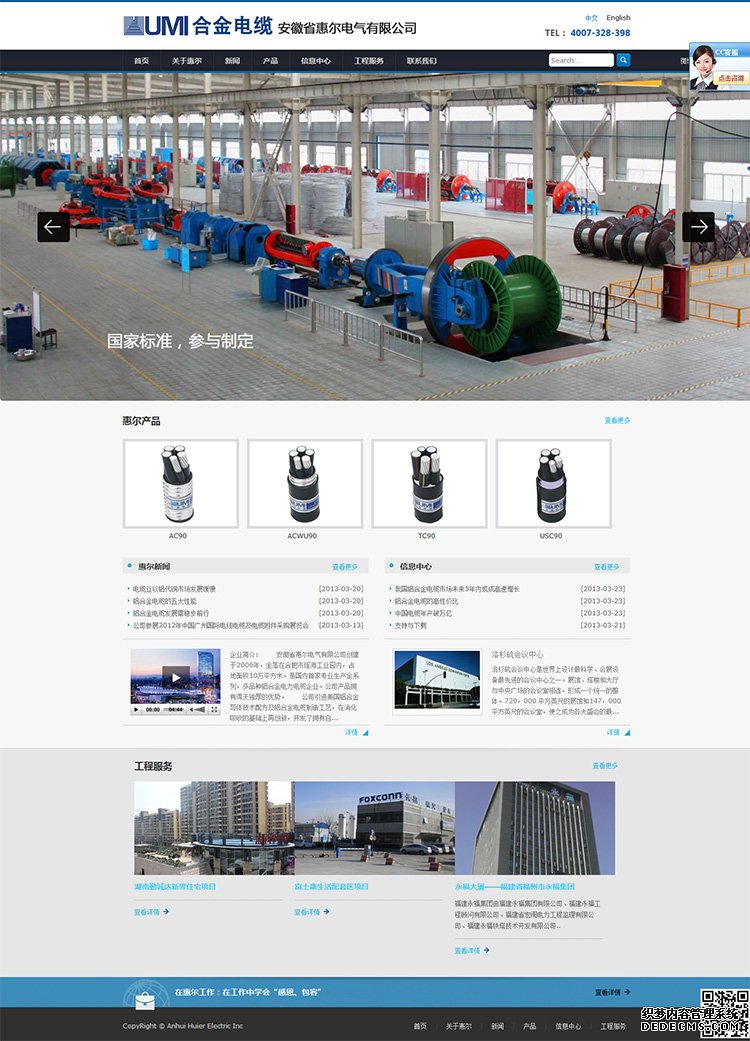 中文 English
UMI 合金电缆 安徽省惠尔电气有限公司
TEL： 4007-328-398
首页 关于惠尔 新闻 产品 信息中心 工程服务 联系我们
Search ...
CC客服
点击咨询
国家标准，参与制定
惠尔产品 查看更多
AC90 ACWU90 TC90 USC90
惠尔新闻 查看更多
电缆业以铝代铜市场发展缓慢 [2013-03-20]
铝合金电缆的五大性能 [2013-03-20]
铝合金电缆发展需稳步前行 [2013-03-20]
公司参展2012年中国广州国际电线电缆及电缆附件采购展览会 [2013-03-13]
信息中心 查看更多
我国铝合金电缆市场未来5年内或成高速增长 [2013-03-23]
铝合金电缆的高性价比 [2013-03-23]
中国电缆年产破万亿 [2013-03-23]
支持与下载 [2013-03-21]
00:00 04:44
企业简介： 安徽省惠尔电气有限公司创建
于2006年，坐落在合肥市瑶海工业园内，占
地面积10万平方米。是国内首家专业生产全系
列，多品种铝合金电力电缆企业。公司产品拥
有得天独厚的优势。 公司引进美国铝合金
导体技术配方及铝合金电缆制造工艺，在消化
吸收的基础上再创新，开发了拥有自...
详情
LOS ANGELES CONVENTION CENTER
洛杉矶会议中心
洛杉矶会议中心是世界上设计最科学、会展设
备最先进的会议中心之一。展馆、庭楼和大厅
与中央广场的会议室相连，形成一个统一的整
体。720，000 平方英尺的展馆和147，000
平方英尺的会议室，使之成为各大盛会的最...
详情
工程服务 查看更多
FOXCONN
永福
湖南勤诚达新界住宅项目
查看详情
富士康生活配套区项目
查看详情
永福大厦——福建省福州市永福集团
福建永福集团由福建永福集团有限公司、福建永福工
程顾问有限公司、福建省宏闽电力工程监理有限公
司、福建永福铁塔技术开发有限公司..
查看详情
在惠尔工作：在工作中学会“感恩、包容” 查看详情
CopyRight © Anhui Huier Electric Inc
首页 关于惠尔 新闻 产品 信息中心 工程服务
织梦内容管理系统
DEDECMS.COM